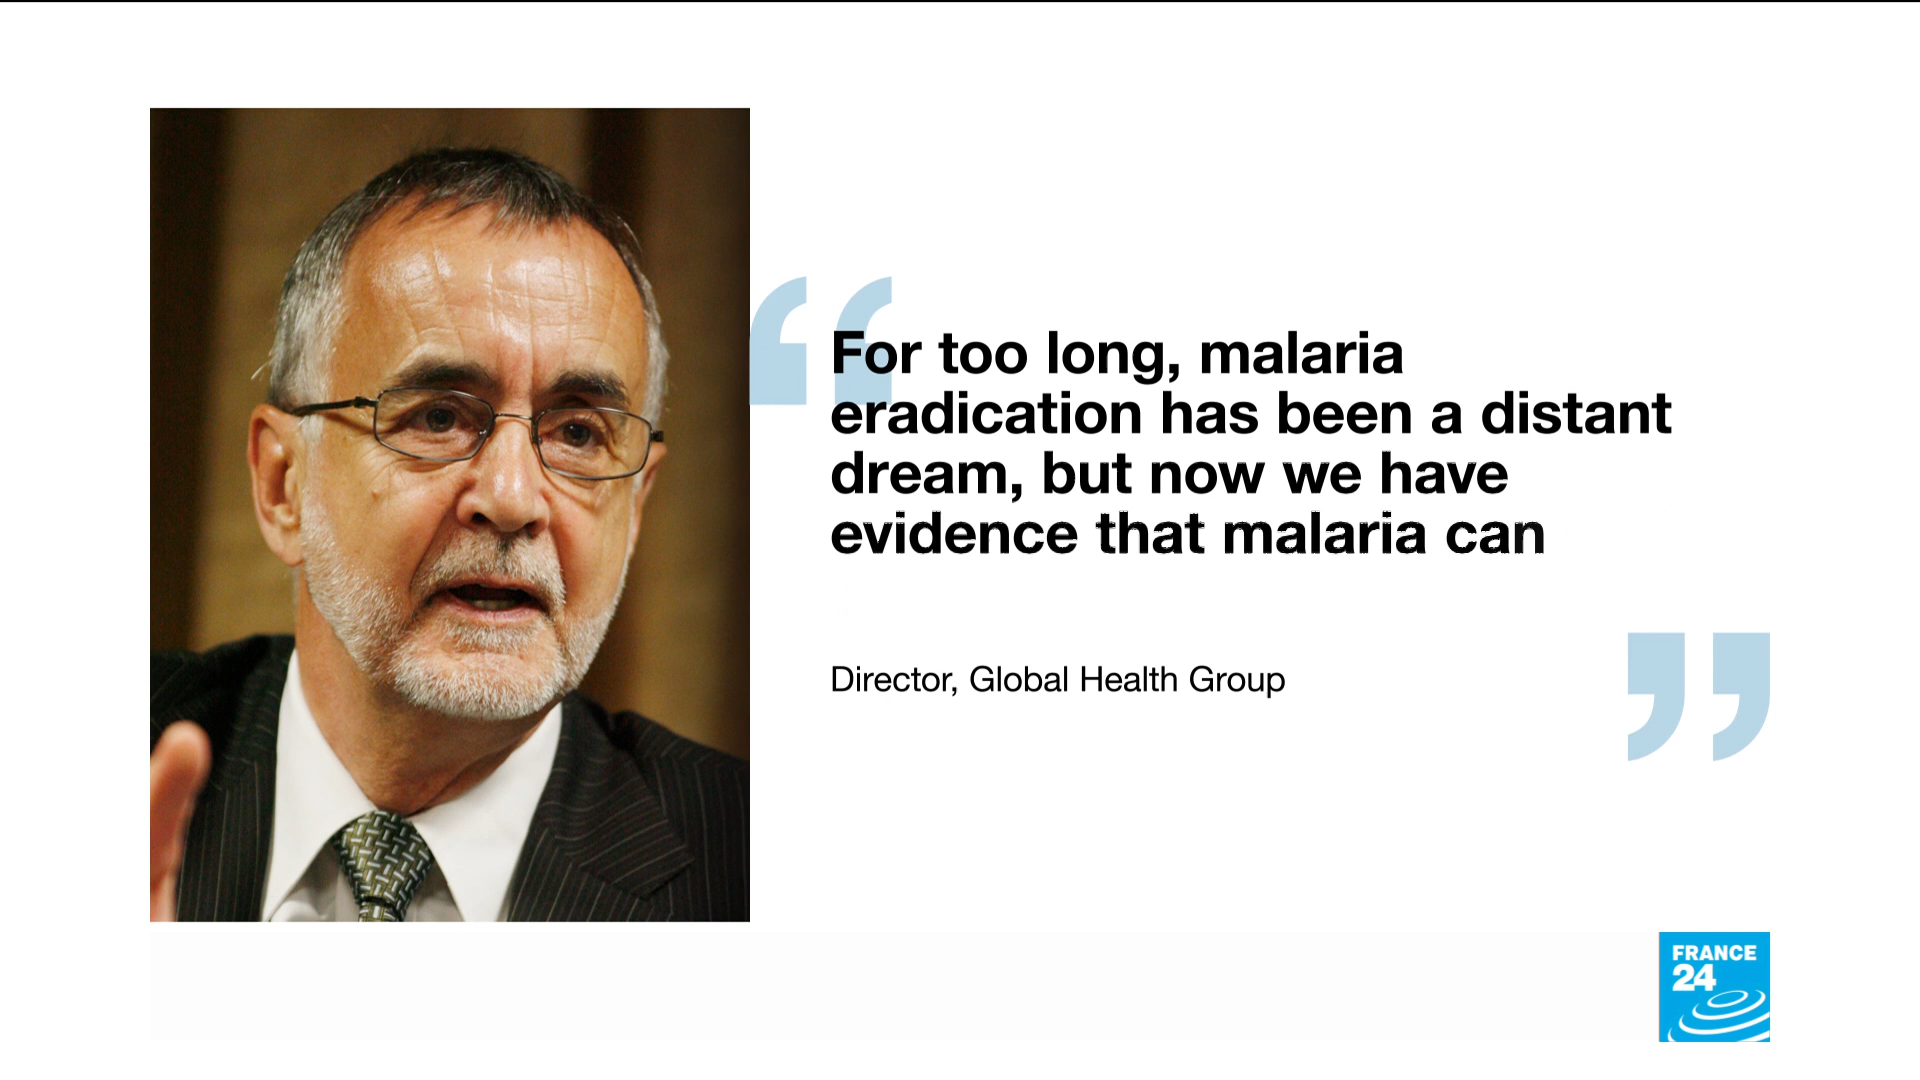 For too long, malaria
eradication has been a distant
dream, but now we have
evidence that malaria can
Director, Global Health Group
FRANCE
24